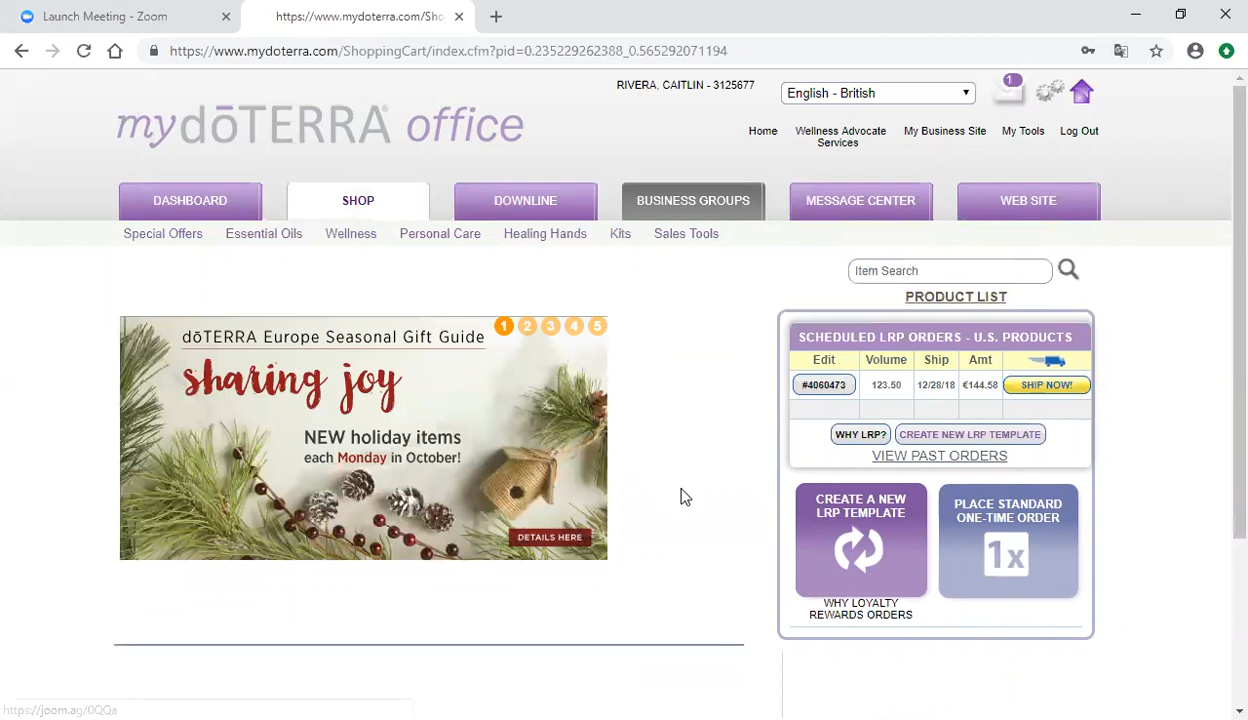 Launch Meeting - Zoom
https://www.mydoterra.com/Sho
https://www.mydoterra.com/ShoppingCart/index.cfm?pid=0.235229262388_0.565292071194
RIVERA, CAITLIN - 3125677
English - British
1
my dōTERRA® office
Home
Wellness Advocate
Services
My Business Site
My Tools
Log Out
DASHBOARD
SHOP
DOWNLINE
BUSINESS GROUPS
MESSAGE CENTER
WEB SITE
Special Offers
Essential Oils
Wellness
Personal Care
Healing Hands
Kits
Sales Tools
Item Search
PRODUCT LIST
dōTERRA Europe Seasonal Gift Guide
1 2 3 4 5
sharing joy
NEW holiday items
each Monday in October!
DETAILS HERE
SCHEDULED LRP ORDERS - U.S. PRODUCTS
Edit Volume Ship Amt
#4060473 123.50 12/28/18 €144.58 SHIP NOW!
WHY LRP? CREATE NEW LRP TEMPLATE
VIEW PAST ORDERS
CREATE A NEW
LRP TEMPLATE
WHY LOYALTY
REWARDS ORDERS
PLACE STANDARD
ONE-TIME ORDER
1x
https://joom.ag/0QQa